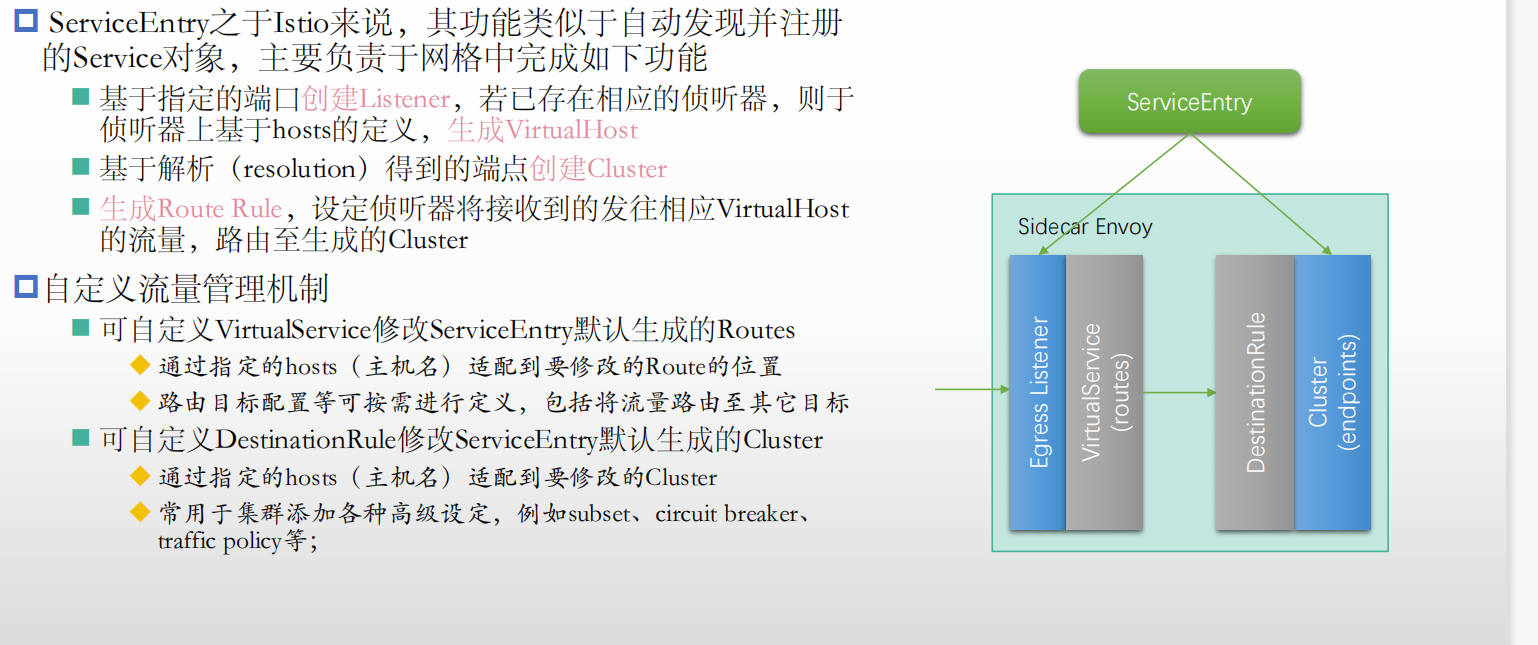 ServiceEntry之于Istio来说，其功能类似于自动发现并注册
的Service对象，主要负责于网格中完成如下功能
基于指定的端口创建Listener，若已存在相应的侦听器，则于
侦听器上基于hosts的定义，生成VirtualHost
基于解析（resolution）得到的端点创建Cluster
生成Route Rule，设定侦听器将接收到的发往相应VirtualHost
的流量，路由至生成的Cluster
自定义流量管理机制
可自定义VirtualService修改ServiceEntry默认生成的Routes
通过指定的hosts（主机名）适配到要修改的Route的位置
路由目标配置等可按需进行定义，包括将流量路由至其它目标
可自定义DestinationRule修改ServiceEntry默认生成的Cluster
通过指定的hosts（主机名）适配到要修改的Cluster
常用于集群添加各种高级设定，例如subset、circuit breaker、
traffic policy等；
ServiceEntry
Sidecar Envoy
Egress Listener
VirtualService
(routes)
DestinationRule
Cluster
(endpoints)